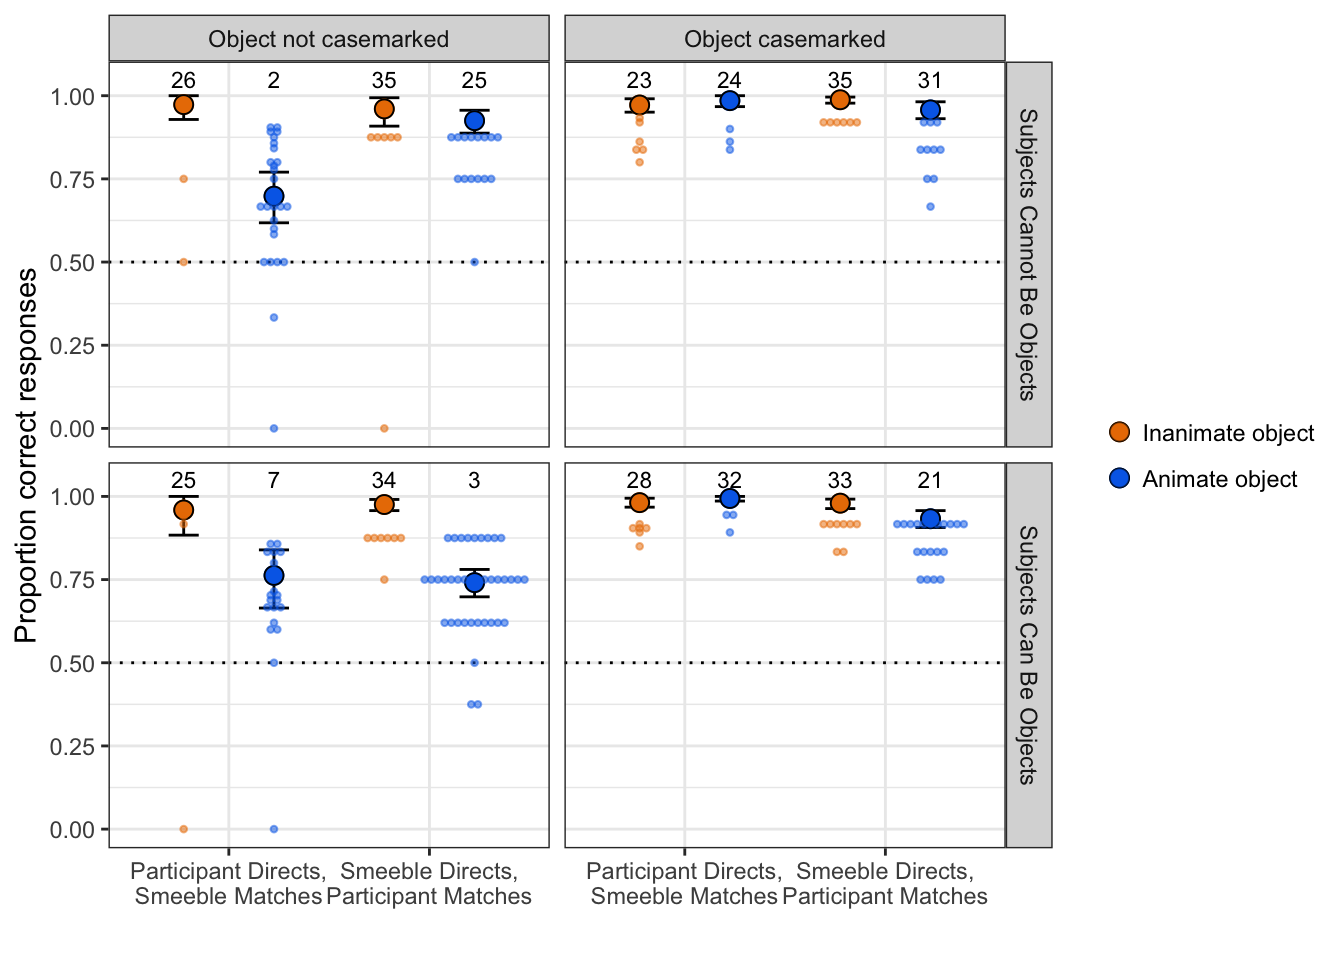 Object not casemarked
Object casemarked
26
2
35
25
23
24
35
31
1.00
0.75
0.50
0.25
0.00
Subjects Cannot Be Objects
25
7
34
3
28
32
33
21
1.00
0.75
0.50
0.25
0.00
Subjects Can Be Objects
Proportion correct responses
Participant Directs,
Smeeble Matches
Smeeble Directs,
Participant Matches
Participant Directs,
Smeeble Matches
Smeeble Directs,
Participant Matches
Inanimate object
Animate object